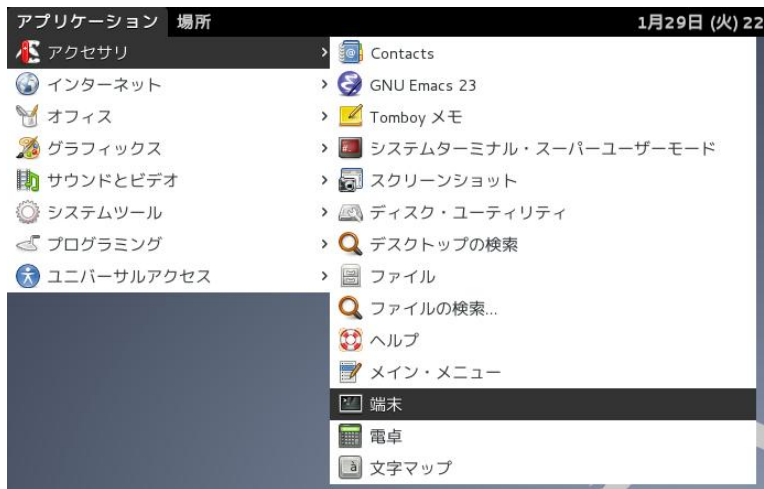 アプリケーション 場所 1月29日 (火) 22
アクセサリ
インターネット
オフィス
グラフィックス
サウンドとビデオ
システムツール
プログラミング
ユニバーサルアクセス
Contacts
GNU Emacs 23
Tomboy メモ
システムターミナル・スーパーユーザーモード
スクリーンショット
ディスク・ユーティリティ
デスクトップの検索
ファイル
ファイルの検索...
ヘルプ
メイン・メニュー
端末
電卓
文字マップ